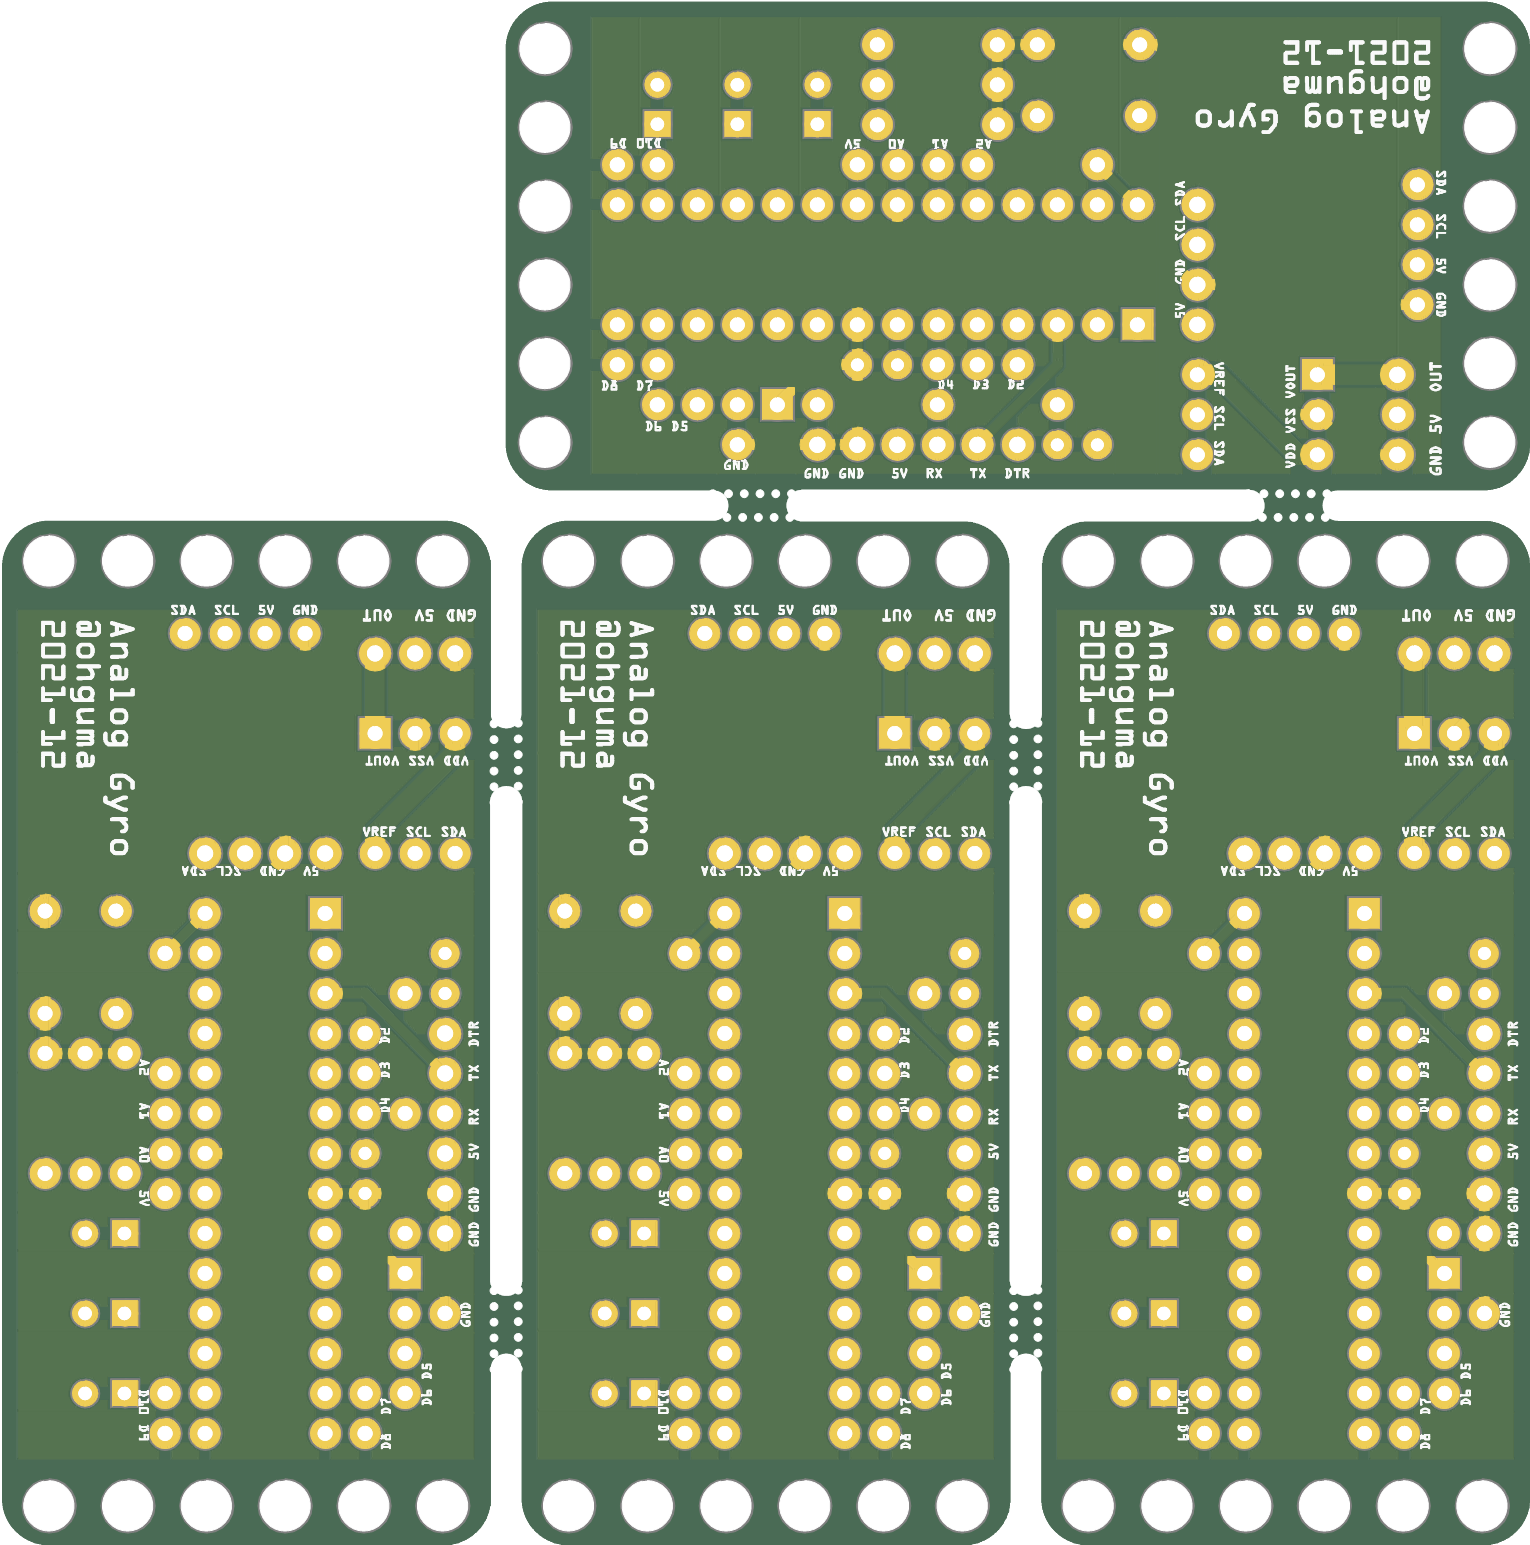 2021-12
@ohguma
Analog Gyro
D9 D10
5V A0 A1 A2
SDA SCL GND 5V
SDA SCL 5V GND
D8 D7
D4 D3 D2
D6 D5
GND
GND GND 5V RX TX DTR
VREF SCL SDA
VOUT VSS VDD
OUT 5V GND
SDA SCL 5V GND
OUT 5V GND
Analog Gyro
@ohguma
2021-12
VOUT VSS VDD
VREF SCL SDA
SDA SCL GND 5V
D2
D3
D4
DTR
TX
RX
5V
GND
GND
GND
A2
A1
A0
5V
D10
D9
D5
D6
D7
D8
SDA SCL 5V GND
OUT 5V GND
Analog Gyro
@ohguma
2021-12
VOUT VSS VDD
VREF SCL SDA
SDA SCL GND 5V
D2
D3
D4
DTR
TX
RX
5V
GND
GND
GND
A2
A1
A0
5V
D10
D9
D5
D6
D7
D8
SDA SCL 5V GND
OUT 5V GND
Analog Gyro
@ohguma
2021-12
VOUT VSS VDD
VREF SCL SDA
SDA SCL GND 5V
D2
D3
D4
DTR
TX
RX
5V
GND
GND
GND
A2
A1
A0
5V
D10
D9
D5
D6
D7
D8